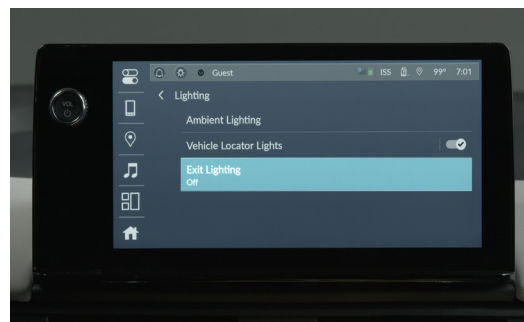 Guest ISS 99° 7:01
VOL
Lighting
Ambient Lighting
Vehicle Locator Lights
Exit Lighting
Off